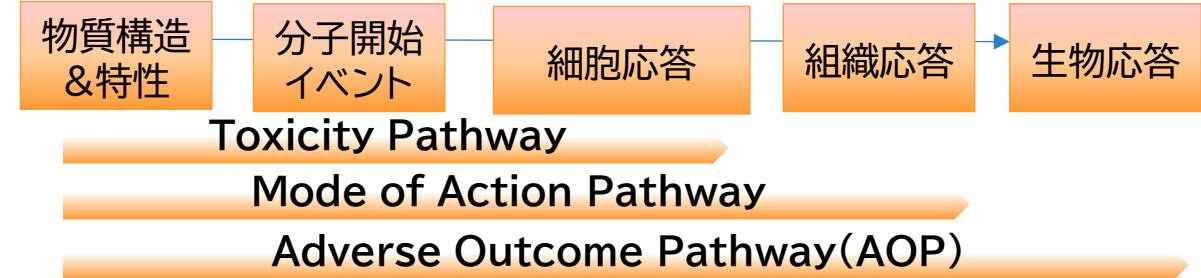 物質構造
&特性
分子開始
イベント
細胞応答
組織応答
生物応答
Toxicity Pathway
Mode of Action Pathway
Adverse Outcome Pathway(AOP)